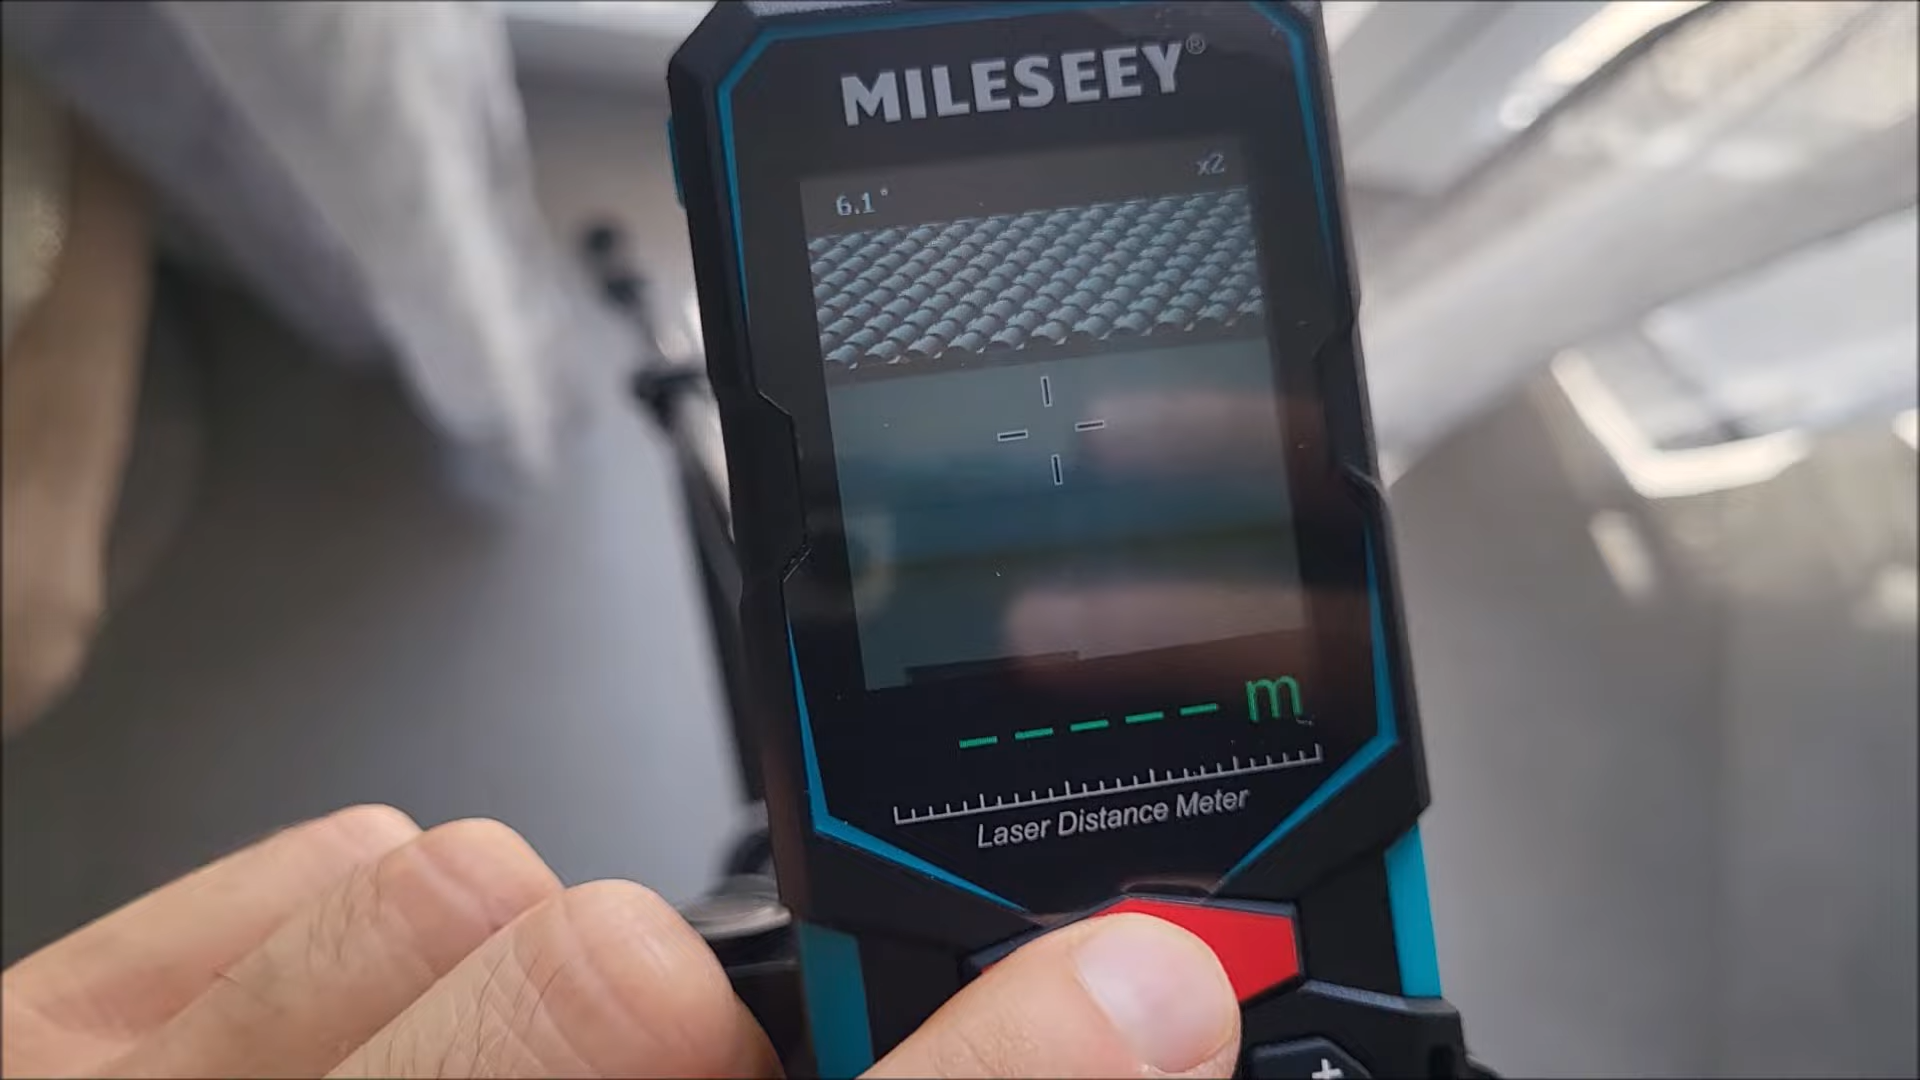 MILESEEY®
6.1° x2
----- m
Laser Distance Meter
+